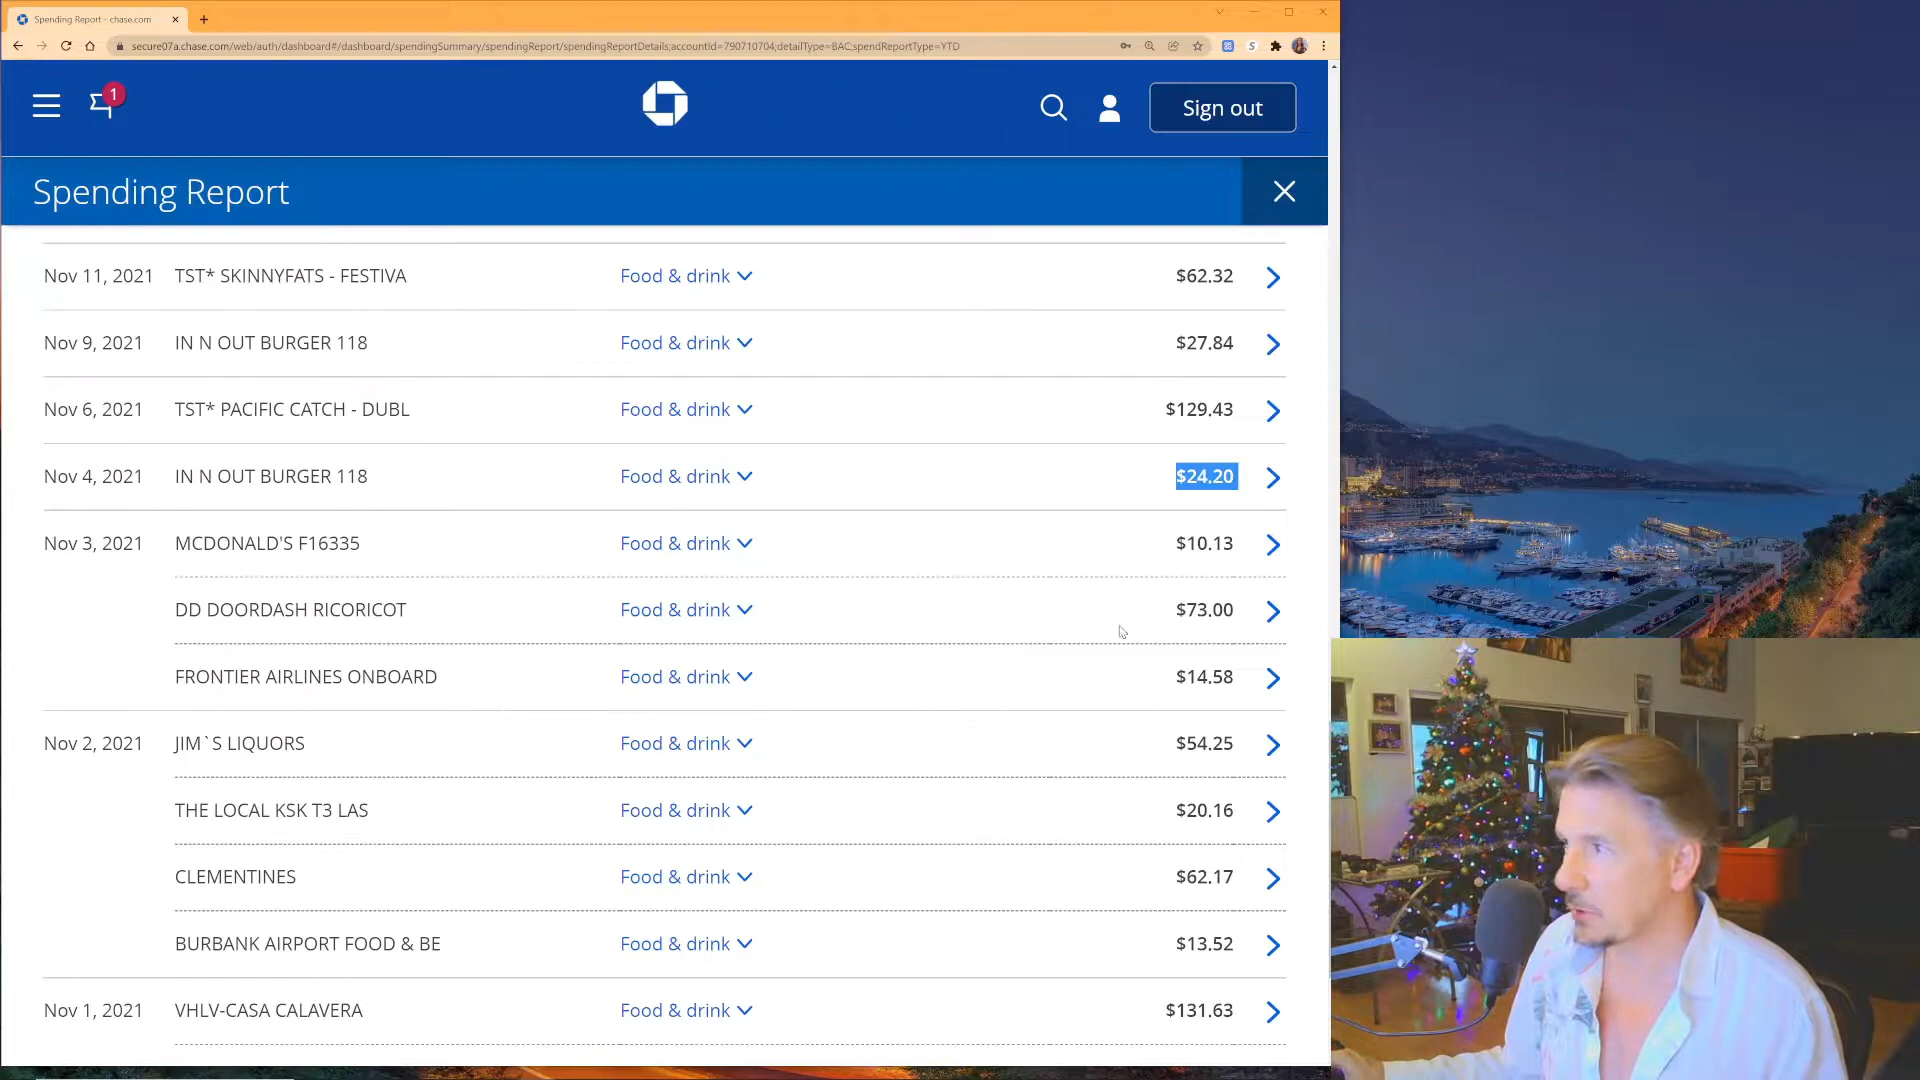 Spending Report - chase.com
secure07a.chase.com/web/auth/dashboard#/dashboard/spendingSummary/spendingReport/spendingReportDetails;accountId=790710704;detailType=BAC;spendReportType=YTD
1
Sign out
Spending Report
Nov 11, 2021 TST* SKINNYFATS - FESTIVA Food & drink $62.32
Nov 9, 2021 IN N OUT BURGER 118 Food & drink $27.84
Nov 6, 2021 TST* PACIFIC CATCH - DUBL Food & drink $129.43
Nov 4, 2021 IN N OUT BURGER 118 Food & drink $24.20
Nov 3, 2021 MCDONALD'S F16335 Food & drink $10.13
DD DOORDASH RICORICOT Food & drink $73.00
FRONTIER AIRLINES ONBOARD Food & drink $14.58
Nov 2, 2021 JIM`S LIQUORS Food & drink $54.25
THE LOCAL KSK T3 LAS Food & drink $20.16
CLEMENTINES Food & drink $62.17
BURBANK AIRPORT FOOD & BE Food & drink $13.52
Nov 1, 2021 VHLV-CASA CALAVERA Food & drink $131.63